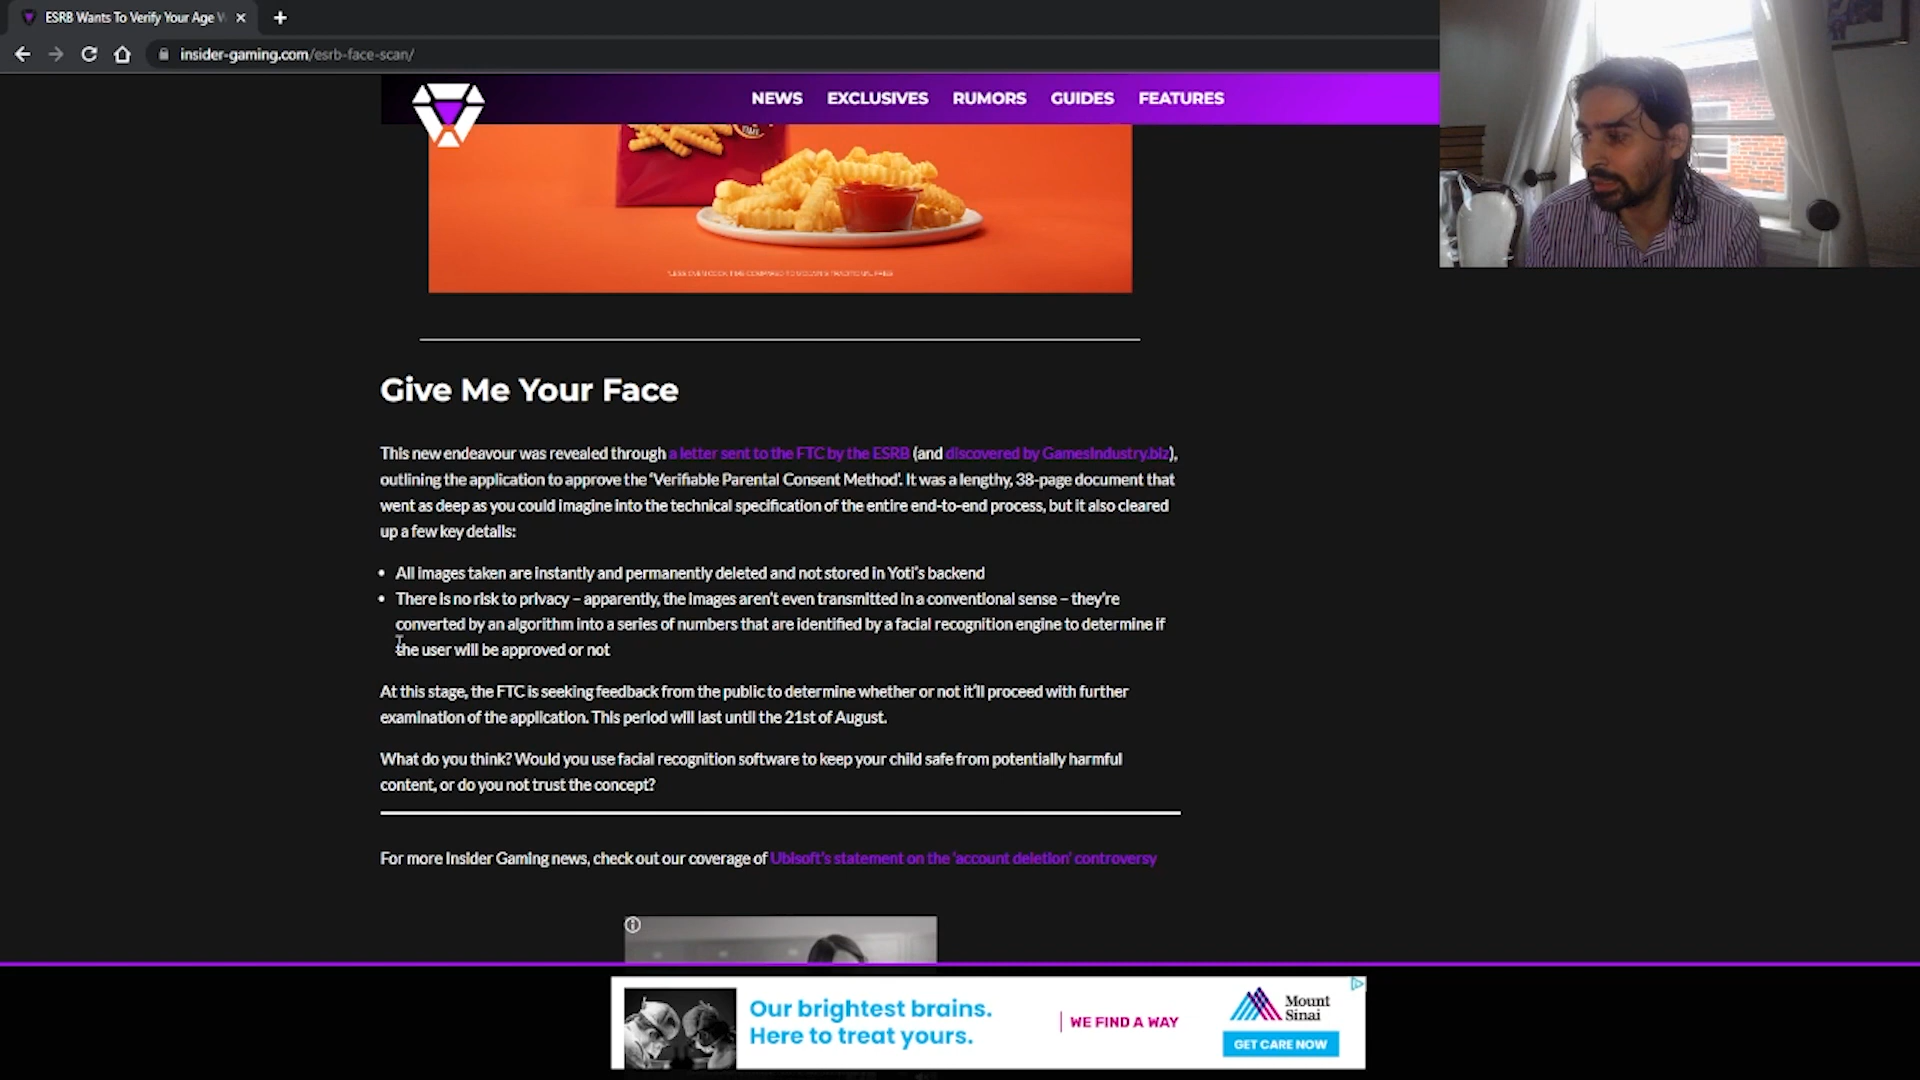 ESRB Wants To Verify Your Age W
insider-gaming.com/esrb-face-scan/
NEWS EXCLUSIVES RUMORS GUIDES FEATURES
TIME
Give Me Your Face
This new endeavour was revealed through a letter sent to the FTC by the ESRB (and discovered by GamesIndustry.biz),
outlining the application to approve the 'Verifiable Parental Consent Method'. It was a lengthy, 38-page document that
went as deep as you could imagine into the technical specification of the entire end-to-end process, but it also cleared
up a few key details:
• All images taken are instantly and permanently deleted and not stored in Yoti's backend
• There is no risk to privacy – apparently, the images aren't even transmitted in a conventional sense – they're
converted by an algorithm into a series of numbers that are identified by a facial recognition engine to determine if
the user will be approved or not
At this stage, the FTC is seeking feedback from the public to determine whether or not it'll proceed with further
examination of the application. This period will last until the 21st of August.
What do you think? Would you use facial recognition software to keep your child safe from potentially harmful
content, or do you not trust the concept?
For more Insider Gaming news, check out our coverage of Ubisoft's statement on the 'account deletion' controversy
Our brightest brains.
Here to treat yours.
WE FIND A WAY
Mount
Sinai
GET CARE NOW